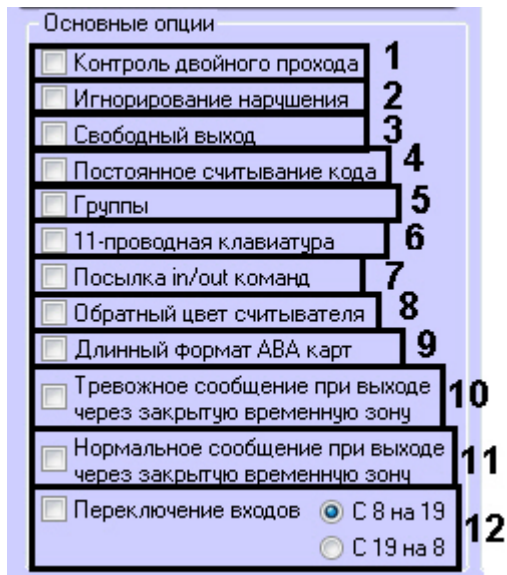 Основные опции
Контроль двойного прохода 1
Игнорирование нарушения 2
Свободный выход 3
Постоянное считывание кода 4
Группы 5
11-проводная клавиатура 6
Посылка in/out команд 7
Обратный цвет считывателя 8
Длинный формат ABA карт 9
Тревожное сообщение при выходе
через закрытую временную зону 10
Нормальное сообщение при выходе
через закрытую временную зону 11
Переключение входов С 8 на 19
С 19 на 8 12